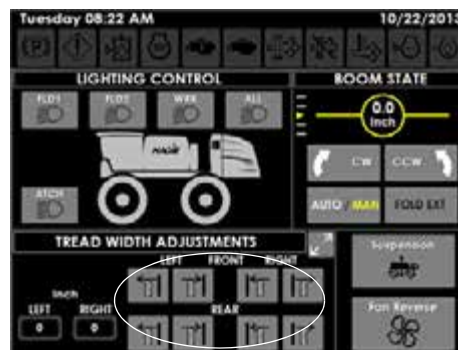 Tuesday 08:22 AM 10/22/2013
(P)
LIGHTING CONTROL
FLD1 FLD2 WRK ALL
HAGIE
ATCH
BOOM STATE
0.0
Inch
CW CCW
AUTO / MAN FOLD EXT
TREAD WIDTH ADJUSTMENTS
LEFT FRONT RIGHT
Inch
LEFT RIGHT
0 0
REAR
Suspension
Fan Reverse